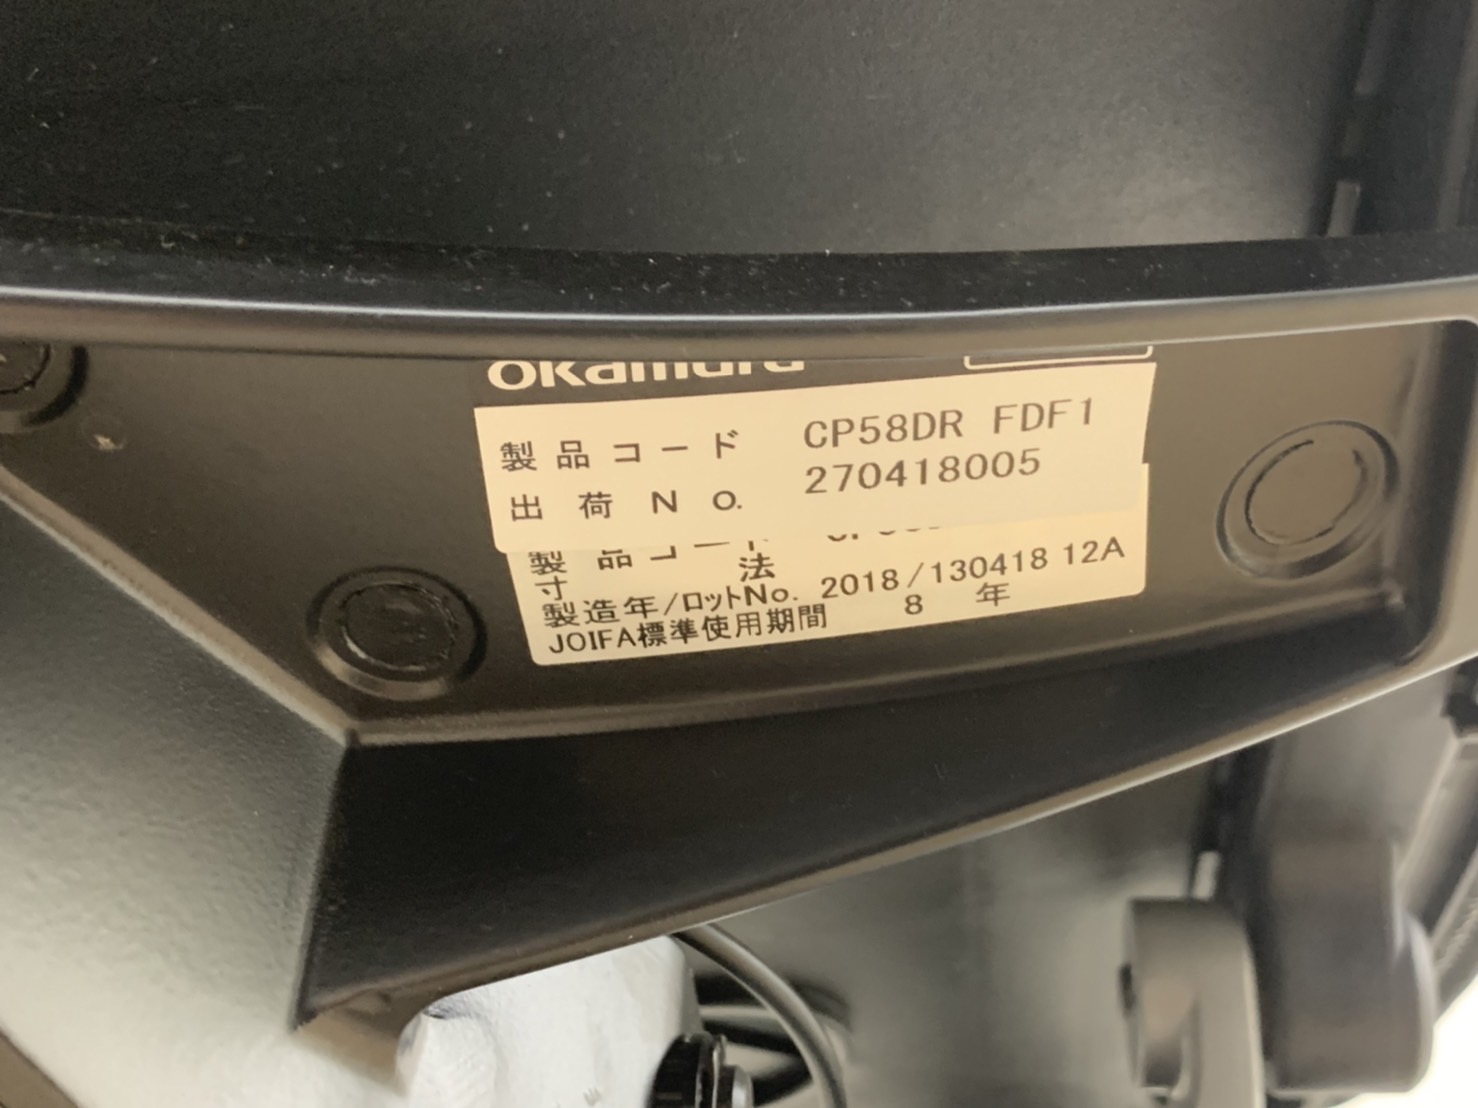 okamura
製品コード CP58DR FDF1
出荷NO. 270418005
製品コード
寸法
製造年/ロットNo. 2018/130418 12A
JOIFA標準使用期間 8年